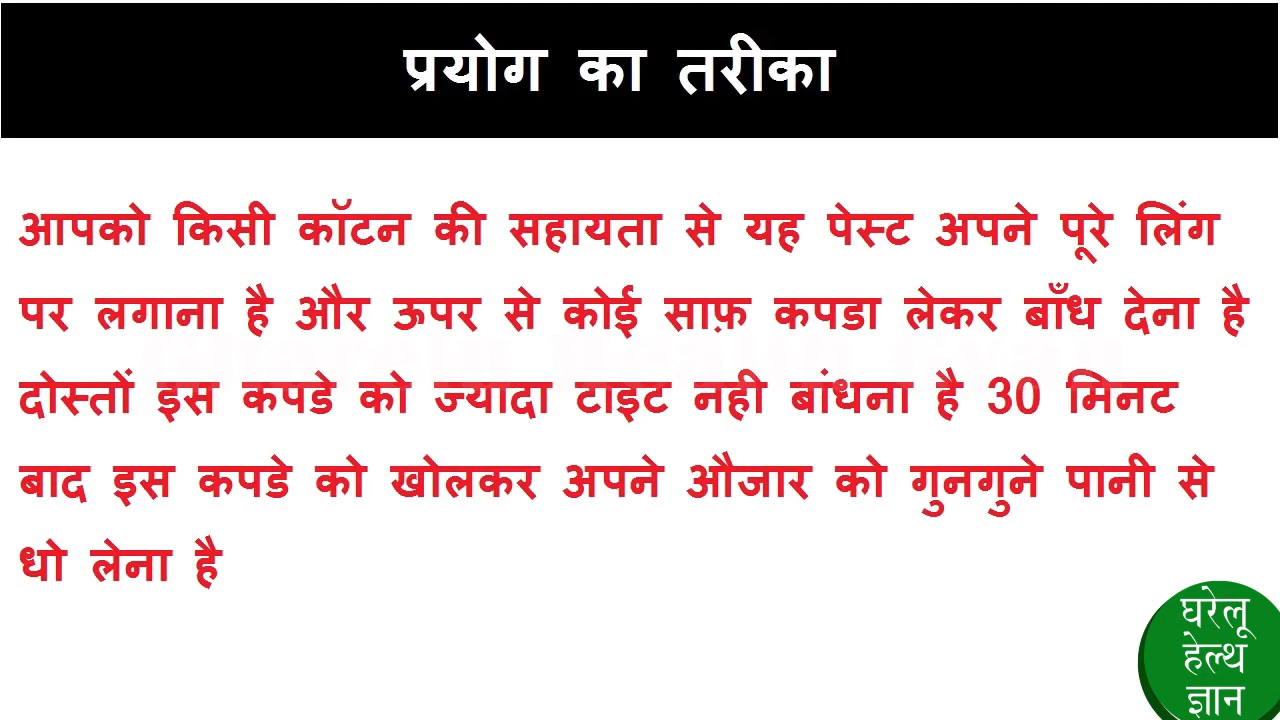 प्रयोग का तरीका
आपको किसी कॉटन की सहायता से यह पेस्ट अपने पूरे लिंग
पर लगाना है और ऊपर से कोई साफ़ कपडा लेकर बाँध देना है
दोस्तों इस कपडे को ज्यादा टाइट नही बांधना है 30 मिनट
बाद इस कपडे को खोलकर अपने औजार को गुनगुने पानी से
धो लेना है
घरेलू
हेल्थ
ज्ञान